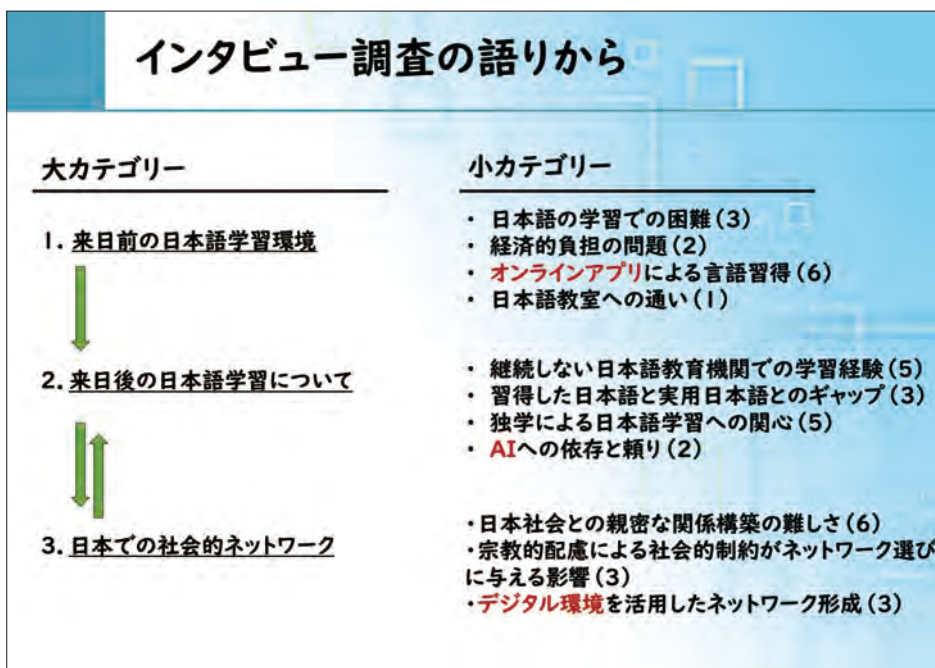 インタビュー調査の語りから
大カテゴリー
1. 来日前の日本語学習環境
2. 来日後の日本語学習について
3. 日本での社会的ネットワーク
小カテゴリー
・ 日本語の学習での困難(3)
・ 経済的負担の問題(2)
・ オンラインアプリによる言語習得(6)
・ 日本語教室への通い(1)
・ 継続しない日本語教育機関での学習経験(5)
・ 習得した日本語と実用日本語とのギャップ(3)
・ 独学による日本語学習への関心(5)
・ AIへの依存と頼り(2)
・日本社会との親密な関係構築の難しさ(6)
・宗教的配慮による社会的制約がネットワーク選び
に与える影響(3)
・デジタル環境を活用したネットワーク形成(3)